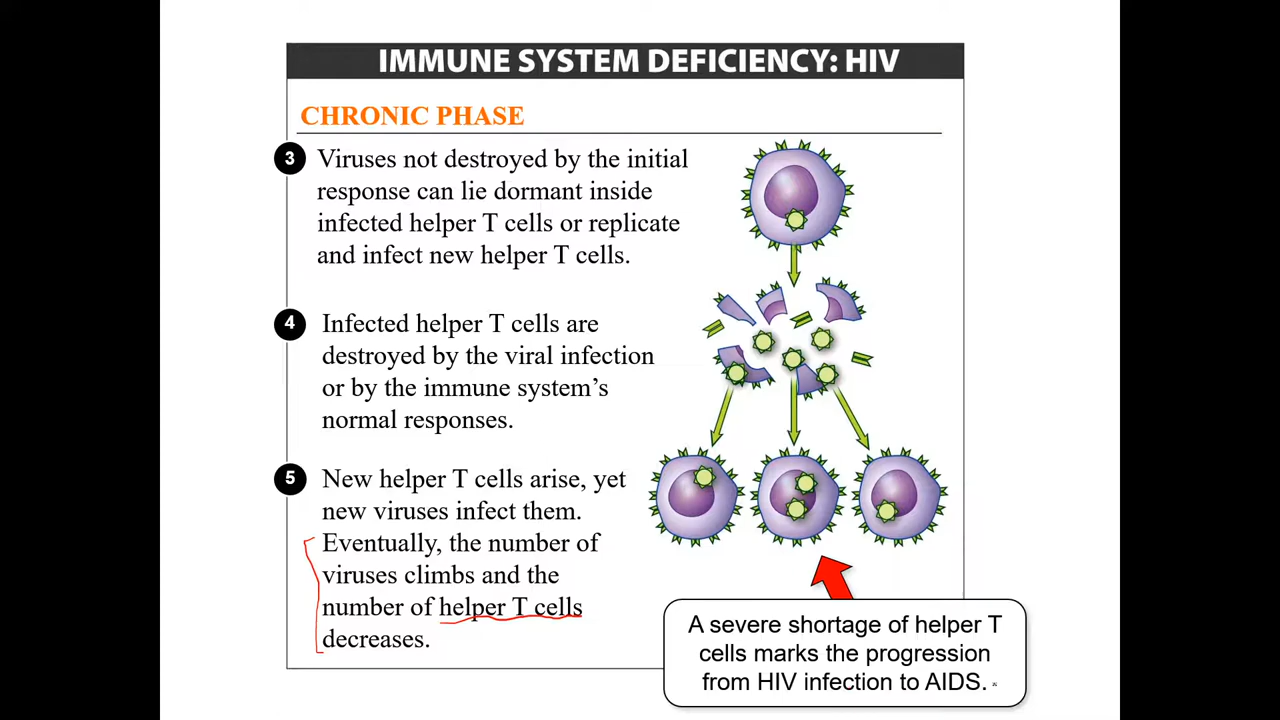 IMMUNE SYSTEM DEFICIENCY: HIV
CHRONIC PHASE
3
Viruses not destroyed by the initial
response can lie dormant inside
infected helper T cells or replicate
and infect new helper T cells.
4
Infected helper T cells are
destroyed by the viral infection
or by the immune system’s
normal responses.
5
New helper T cells arise, yet
new viruses infect them.
Eventually, the number of
viruses climbs and the
number of helper T cells
decreases.
A severe shortage of helper T
cells marks the progression
from HIV infection to AIDS.